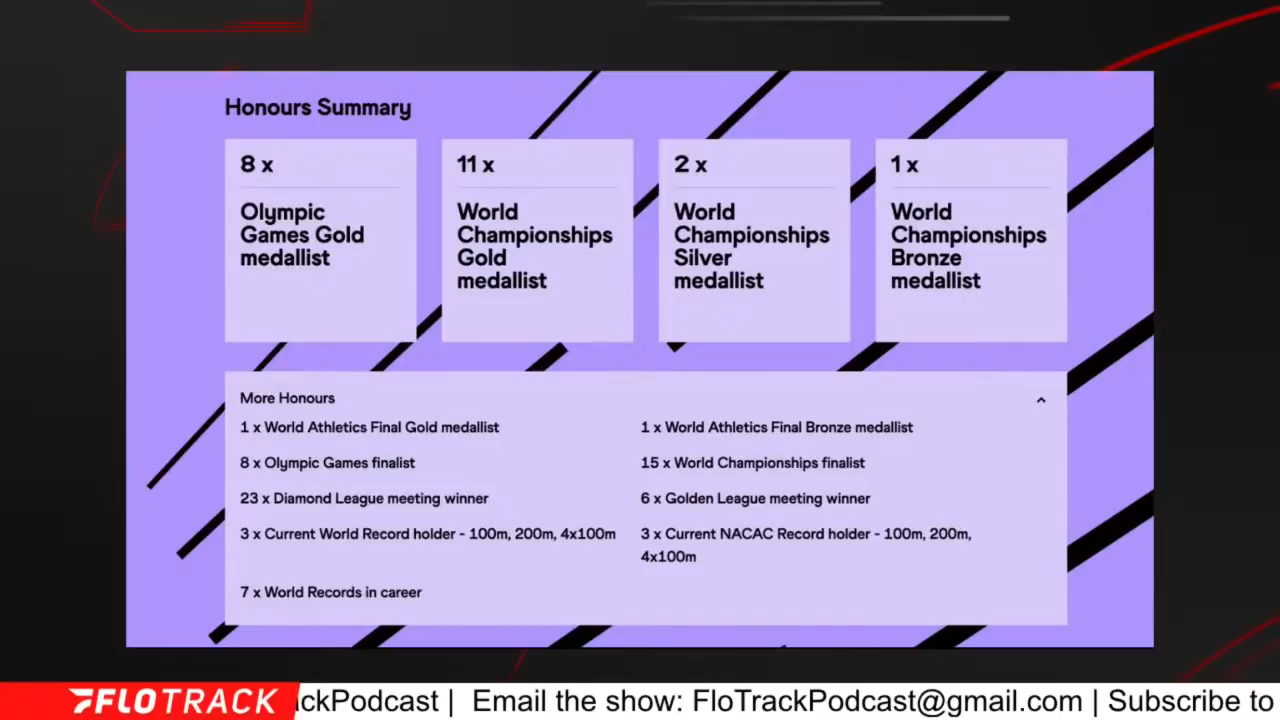 Honours Summary
8 x
Olympic
Games Gold
medallist
11 x
World
Championships
Gold
medallist
2 x
World
Championships
Silver
medallist
1 x
World
Championships
Bronze
medallist
More Honours
1 x World Athletics Final Gold medallist
1 x World Athletics Final Bronze medallist
8 x Olympic Games finalist
15 x World Championships finalist
23 x Diamond League meeting winner
6 x Golden League meeting winner
3 x Current World Record holder - 100m, 200m, 4x100m
3 x Current NACAC Record holder - 100m, 200m,
4x100m
7 x World Records in career
FLOTRACK
ckPodcast | Email the show: FloTrackPodcast@gmail.com | Subscribe to